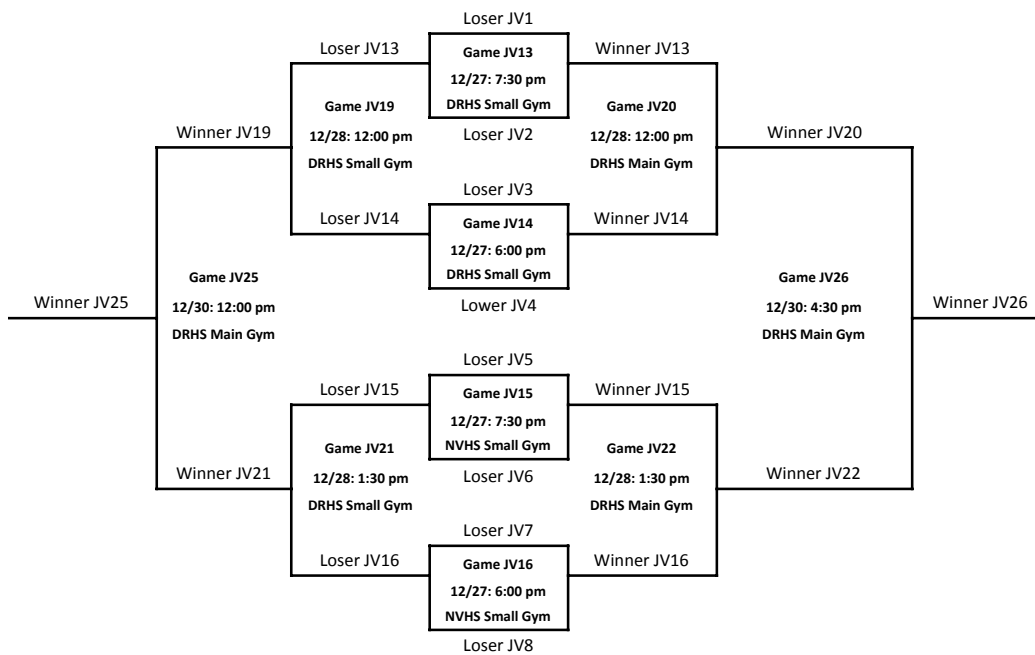 Loser JV1
Loser JV13
Game JV13
Winner JV13
12/27: 7:30 pm
DRHS Small Gym
Game JV19
Game JV20
Winner JV19
12/28: 12:00 pm
Loser JV2
12/28: 12:00 pm
Winner JV20
DRHS Small Gym
DRHS Main Gym
Loser JV3
Loser JV14
Game JV14
Winner JV14
12/27: 6:00 pm
DRHS Small Gym
Game JV25
Game JV26
Winner JV25
12/30: 12:00 pm
Lower JV4
12/30: 4:30 pm
Winner JV26
DRHS Main Gym
DRHS Main Gym
Loser JV5
Loser JV15
Game JV15
Winner JV15
12/27: 7:30 pm
NVHS Small Gym
Game JV21
Game JV22
Winner JV21
12/28: 1:30 pm
Loser JV6
12/28: 1:30 pm
Winner JV22
DRHS Small Gym
DRHS Main Gym
Loser JV7
Loser JV16
Game JV16
Winner JV16
12/27: 6:00 pm
NVHS Small Gym
Loser JV8